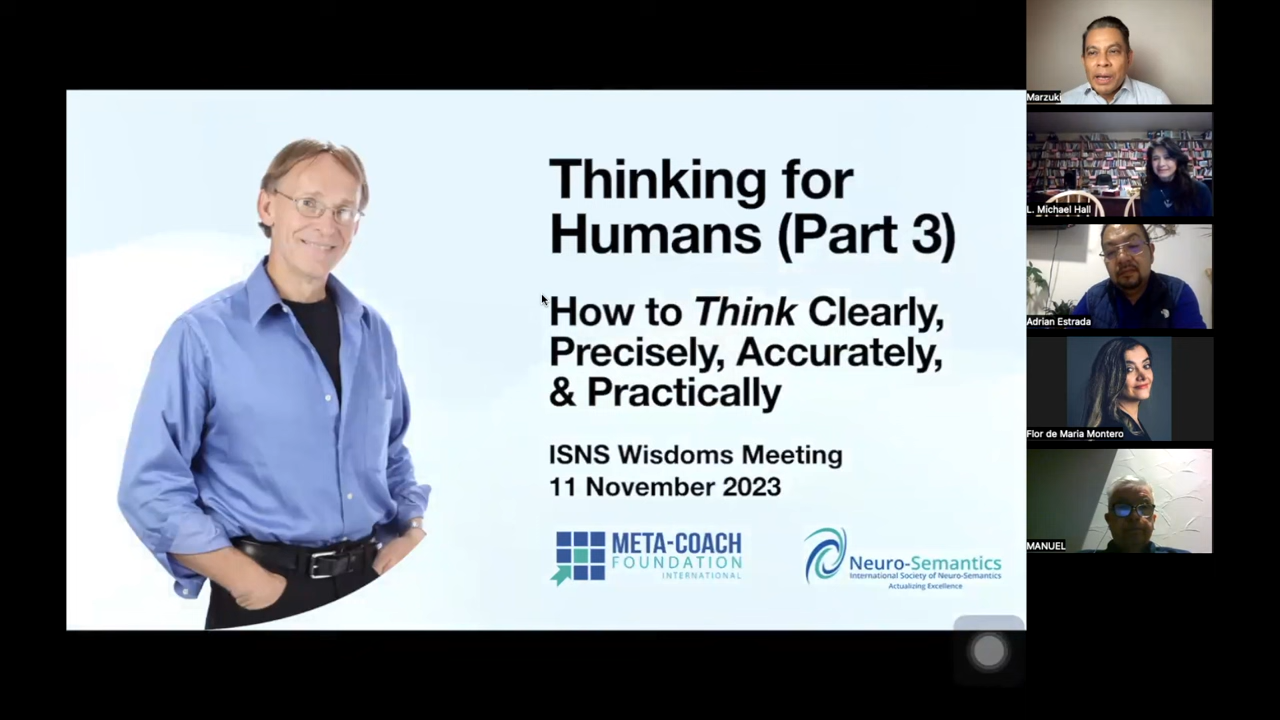 Thinking for
Humans (Part 3)
How to Think Clearly,
Precisely, Accurately,
& Practically
ISNS Wisdoms Meeting
11 November 2023
META-COACH
FOUNDATION
INTERNATIONAL
Neuro-Semantics
International Society of Neuro-Semantics
Actualizing Excellence
Marzuki
L. Michael Hall
Adrian Estrada
Flor de Maria Montero
MANUEL